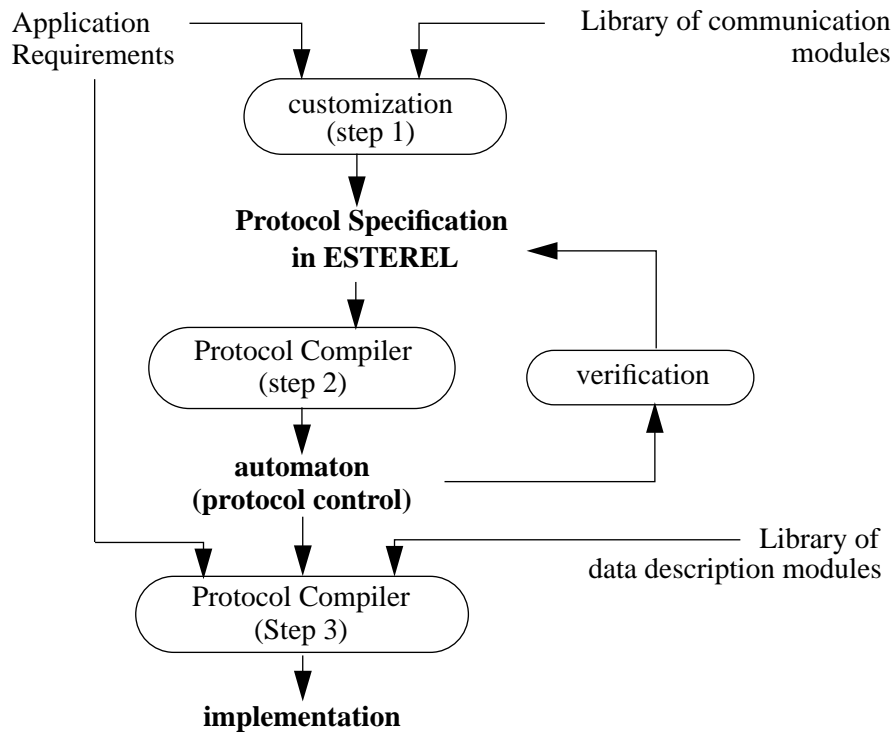 Application
Requirements
Library of communication
modules
customization
(step 1)
Protocol Specification
in ESTEREL
Protocol Compiler
(step 2)
verification
automaton
(protocol control)
Library of
data description modules
Protocol Compiler
(Step 3)
implementation